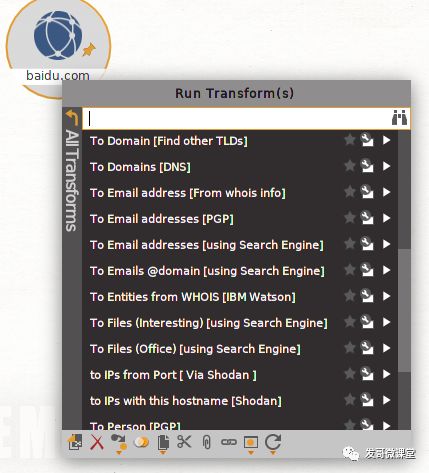 baidu.com
Run Transform(s)
All Transforms
To Domain [Find other TLDs]
To Domains [DNS]
To Email address [From whois info]
To Email addresses [PGP]
To Email addresses [using Search Engine]
To Emails @domain [using Search Engine]
To Entities from WHOIS [IBM Watson]
To Files (Interesting) [using Search Engine]
To Files (Office) [using Search Engine]
to IPs from Port [ Via Shodan ]
to IPs with this hostname [Shodan]
To Person [PGP]
发哥微课堂